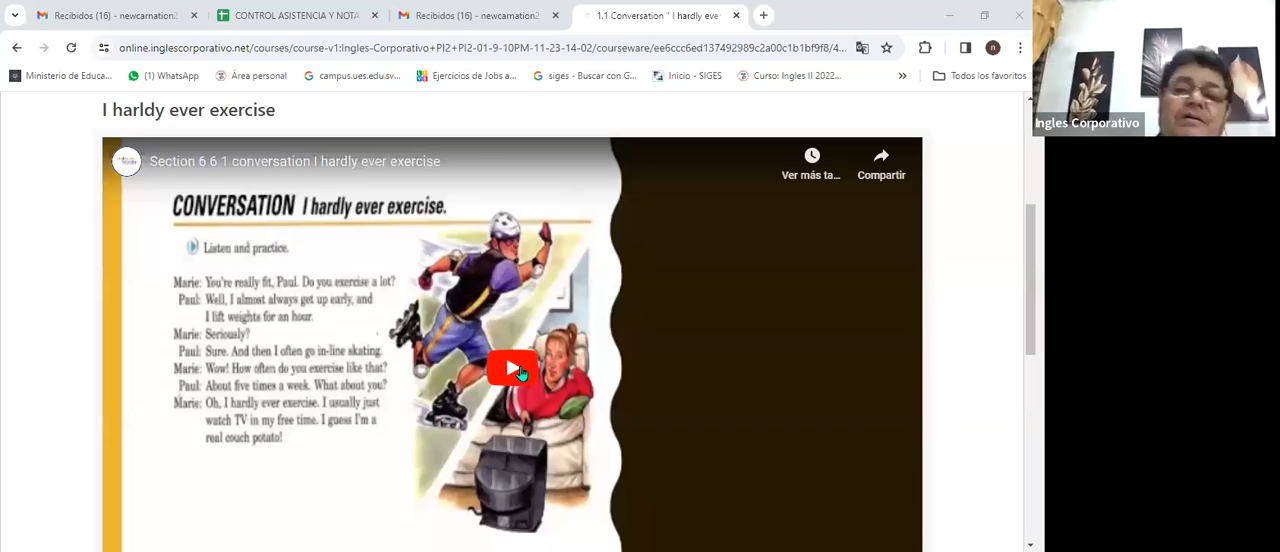 Recibidos (16) - newcarnation2
CONTROL ASISTENCIA Y NOTA
Recibidos (16) - newcarnation2
1.1 Conversation " I hardly eve
online.inglescorporativo.net/courses/course-v1:Ingles-Corporativo+PI2+PI2-01-9-10PM-11-23-14-02/courseware/ee6ccc6ed137492989c2a00c1b1bf9f8/4...
n
Ministerio de Educa...
(1) WhatsApp
Área personal
campus.ues.edu.sv...
Ejercicios de Jobs a...
siges - Buscar con G...
Inicio - SIGES
Curso: Ingles II 2022...
»
Todos los favoritos
I harldy ever exercise
Section 6 6 1 conversation I hardly ever exercise
Ver más ta...
Compartir
CONVERSATION I hardly ever exercise.
Listen and practice.
Marie: You're really fit, Paul. Do you exercise a lot?
Paul: Well, I almost always get up early, and
I lift weights for an hour.
Marie: Seriously?
Paul: Sure. And then I often go in-line skating.
Marie: Wow! How often do you exercise like that?
Paul: About five times a week. What about you?
Marie: Oh, I hardly ever exercise. I usually just
watch TV in my free time. I guess I'm a
real couch potato!
Ingles Corporativo